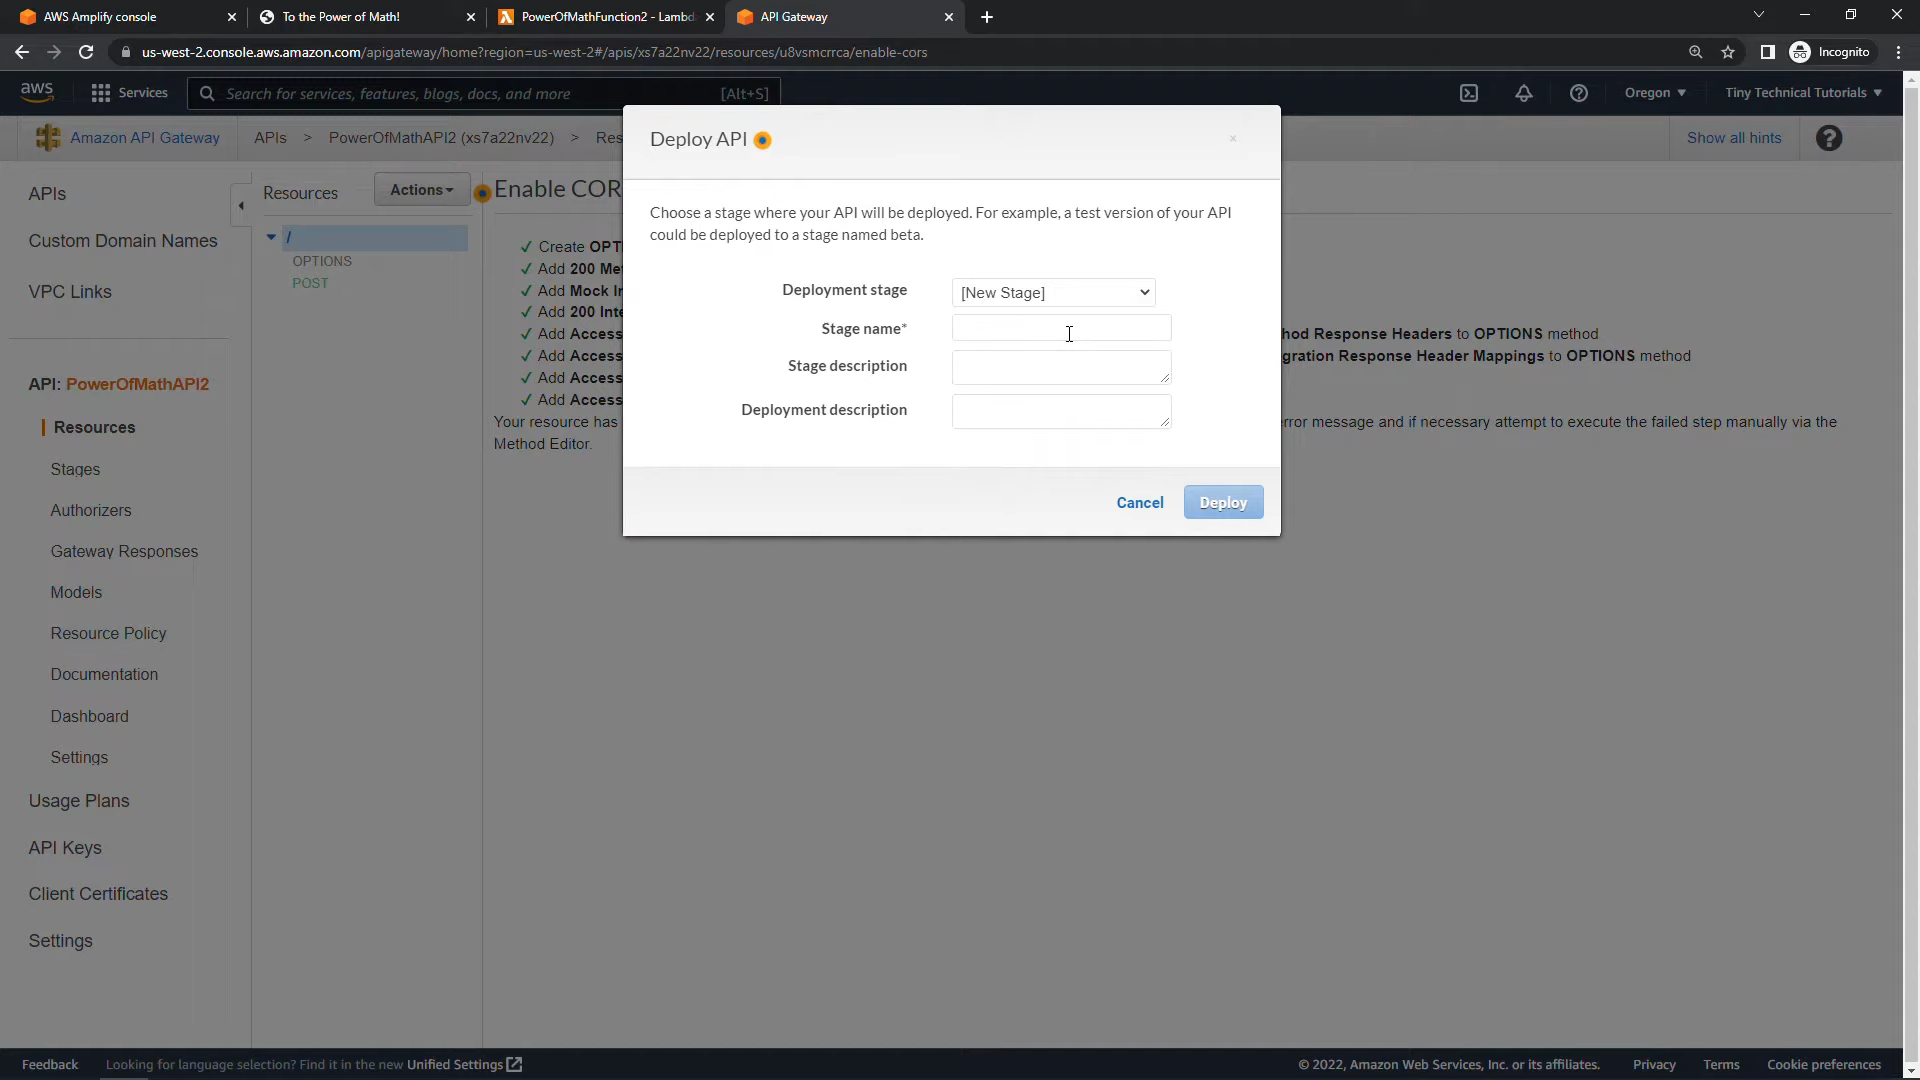 AWS Amplify console
To the Power of Math!
PowerOfMathFunction2 - Lambd
API Gateway
us-west-2.console.aws.amazon.com/apigateway/home?region=us-west-2#/apis/xs7a22nv22/resources/u8vsmcrrca/enable-cors
Incognito
aws
Services
Search for services, features, blogs, docs, and more
[Alt+S]
Oregon
Tiny Technical Tutorials
Amazon API Gateway
APIs
>
PowerOfMathAPI2 (xs7a22nv22)
>
Res
Show all hints
?
APIs
Custom Domain Names
VPC Links
API: PowerOfMathAPI2
Resources
Stages
Authorizers
Gateway Responses
Models
Resource Policy
Documentation
Dashboard
Settings
Usage Plans
API Keys
Client Certificates
Settings
Resources
Actions
/
OPTIONS
POST
Enable COR
✓ Create OPTI
✓ Add 200 Me
✓ Add Mock In
✓ Add 200 Inte
✓ Add Access
hod Response Headers to OPTIONS method
✓ Add Access
gration Response Header Mappings to OPTIONS method
✓ Add Access
✓ Add Access
Your resource has
rror message and if necessary attempt to execute the failed step manually via the
Method Editor.
Deploy API
×
Choose a stage where your API will be deployed. For example, a test version of your API
could be deployed to a stage named beta.
Deployment stage
[New Stage]
Stage name*
Stage description
Deployment description
Cancel
Deploy
Feedback
Looking for language selection? Find it in the new Unified Settings
© 2022, Amazon Web Services, Inc. or its affiliates.
Privacy
Terms
Cookie preferences